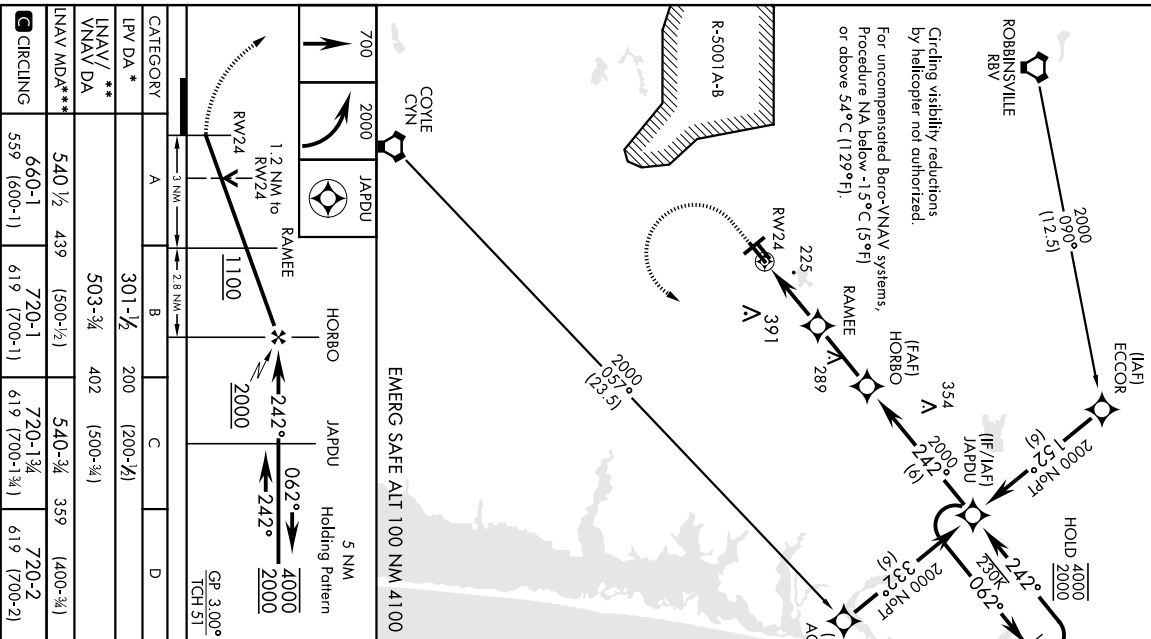 ROBBINSVILLE
RBV
2000
090°
(12.5)
(IAF)
ECCOR
Circling visibility reductions
by helicopter not authorized.
For uncompensated Baro-VNAV systems,
Procedure NA below -15°C (5°F)
or above 54°C (129°F).
R-5001A-B
2000 NoPT
152°
(6)
(IF/IAF)
JAPDU
HOLD 4000
2000
242°
230K
062°
354
2000
242°
(6)
(FAF)
HORBO
289
RAMEE
225
RW24
391
2000 NoPT
332°
(6)
COYLE
CYN
2000
057°
(23.5)
EMERG SAFE ALT 100 NM 4100
700
2000
JAPDU
1.2 NM to
RW24
RW24
RAMEE
1100
HORBO
2000
242°
JAPDU
5 NM
Holding Pattern
062°
242°
4000
2000
3 NM
2.8 NM
GP 3.00°
TCH 51
CATEGORY A B C D
LPV DA * 301-½ 200 (200-½)
LNAV/ **
VNAV DA 503-¾ 402 (500-¾)
LNAV MDA*** 540 ½ 439 (500-½) 540-¾ 359 (400-¾)
C CIRCLING 660-1 720-1 720-1¾ 720-2
559 (600-1) 619 (700-1) 619 (700-1¾) 619 (700-2)